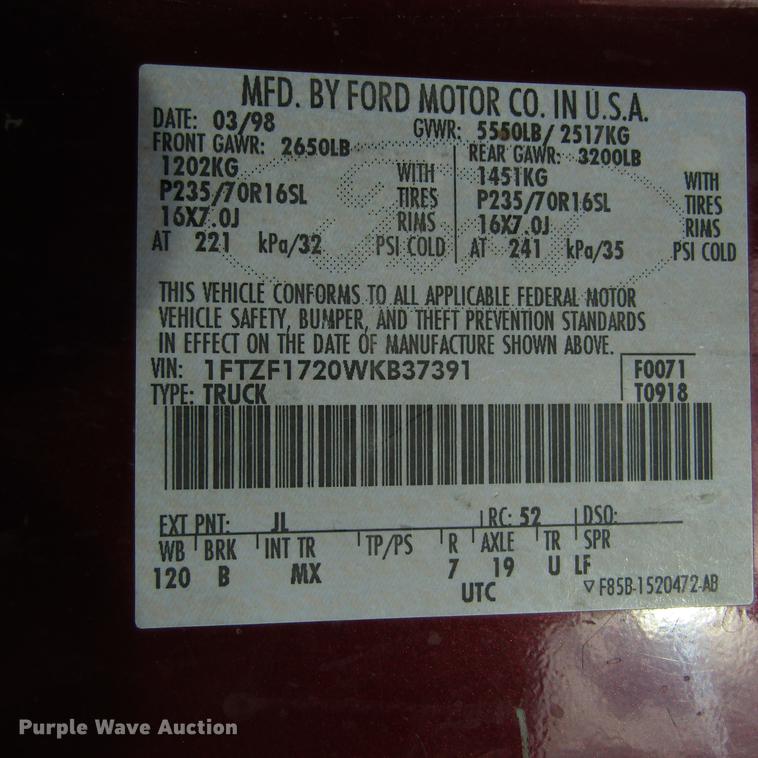 MFD. BY FORD MOTOR CO. IN U.S.A.
DATE: 03/98 GVWR: 5550LB/ 2517KG
FRONT GAWR: 2650LB REAR GAWR: 3200LB
1202KG WITH 1451KG WITH
P235/70R16SL TIRES P235/70R16SL TIRES
16X7.0J RIMS 16X7.0J RIMS
AT 221 kPa/32 PSI COLD AT 241 kPa/35 PSI COLD
THIS VEHICLE CONFORMS TO ALL APPLICABLE FEDERAL MOTOR
VEHICLE SAFETY, BUMPER, AND THEFT PREVENTION STANDARDS
IN EFFECT ON THE DATE OF MANUFACTURE SHOWN ABOVE.
VIN: 1FTZF1720WKB37391 F0071
TYPE: TRUCK T0918
EXT PNT: JL RC: 52 DSO:
WB BRK INT TR TP/PS R AXLE TR SPR
120 B MX 7 19 U LF
UTC F85B-1520472-AB
Purple Wave Auction